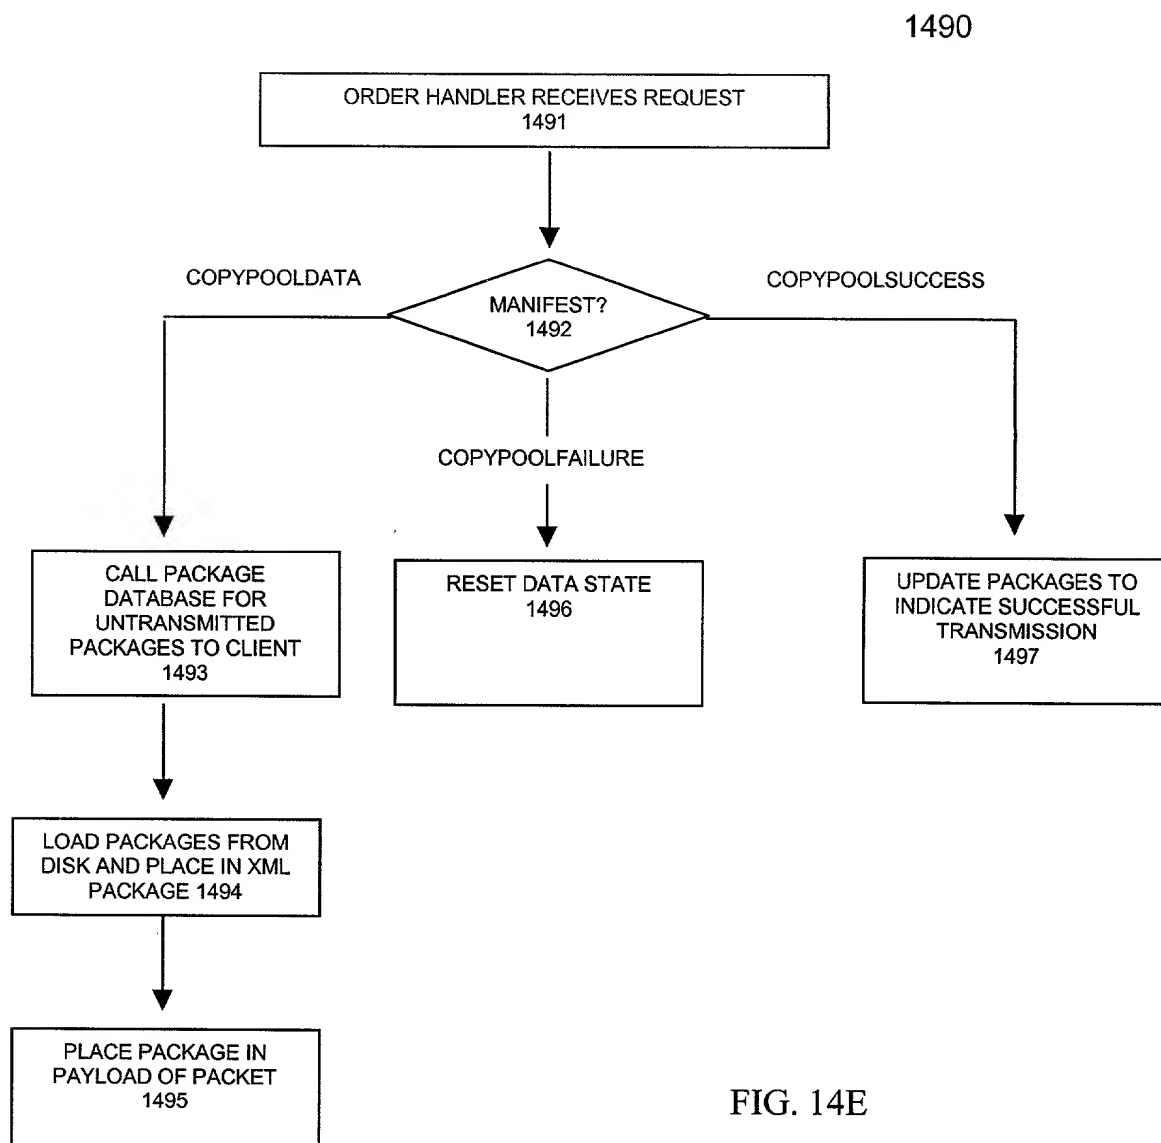 1490
ORDER HANDLER RECEIVES REQUEST
1491
COPYPOOLDATA
MANIFEST?
1492
COPYPOOLSUCCESS
COPYPOOLFAILURE
CALL PACKAGE
DATABASE FOR
UNTRANSMITTED
PACKAGES TO CLIENT
1493
RESET DATA STATE
1496
UPDATE PACKAGES TO
INDICATE SUCCESSFUL
TRANSMISSION
1497
LOAD PACKAGES FROM
DISK AND PLACE IN XML
PACKAGE 1494
PLACE PACKAGE IN
PAYLOAD OF PACKET
1495
FIG. 14E